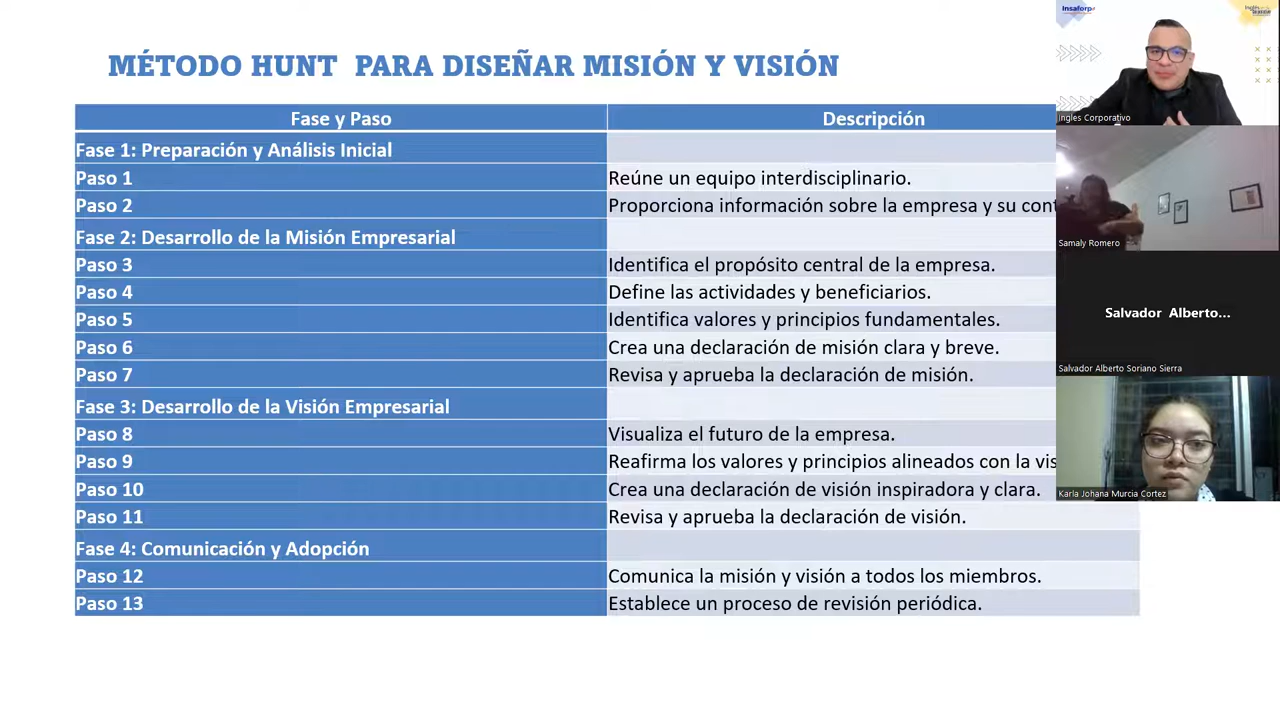 MÉTODO HUNT PARA DISEÑAR MISIÓN Y VISIÓN
Fase y Paso Descripción
Fase 1: Preparación y Análisis Inicial
Paso 1 Reúne un equipo interdisciplinario.
Paso 2 Proporciona información sobre la empresa y su cont
Fase 2: Desarrollo de la Misión Empresarial
Paso 3 Identifica el propósito central de la empresa.
Paso 4 Define las actividades y beneficiarios.
Paso 5 Identifica valores y principios fundamentales.
Paso 6 Crea una declaración de misión clara y breve.
Paso 7 Revisa y aprueba la declaración de misión.
Fase 3: Desarrollo de la Visión Empresarial
Paso 8 Visualiza el futuro de la empresa.
Paso 9 Reafirma los valores y principios alineados con la vis
Paso 10 Crea una declaración de visión inspiradora y clara.
Paso 11 Revisa y aprueba la declaración de visión.
Fase 4: Comunicación y Adopción
Paso 12 Comunica la misión y visión a todos los miembros.
Paso 13 Establece un proceso de revisión periódica.
Insaforp
Ingles Corporativo
Samaly Romero
Salvador Alberto...
Salvador Alberto Soriano Sierra
Karla Johana Murcia Cortez